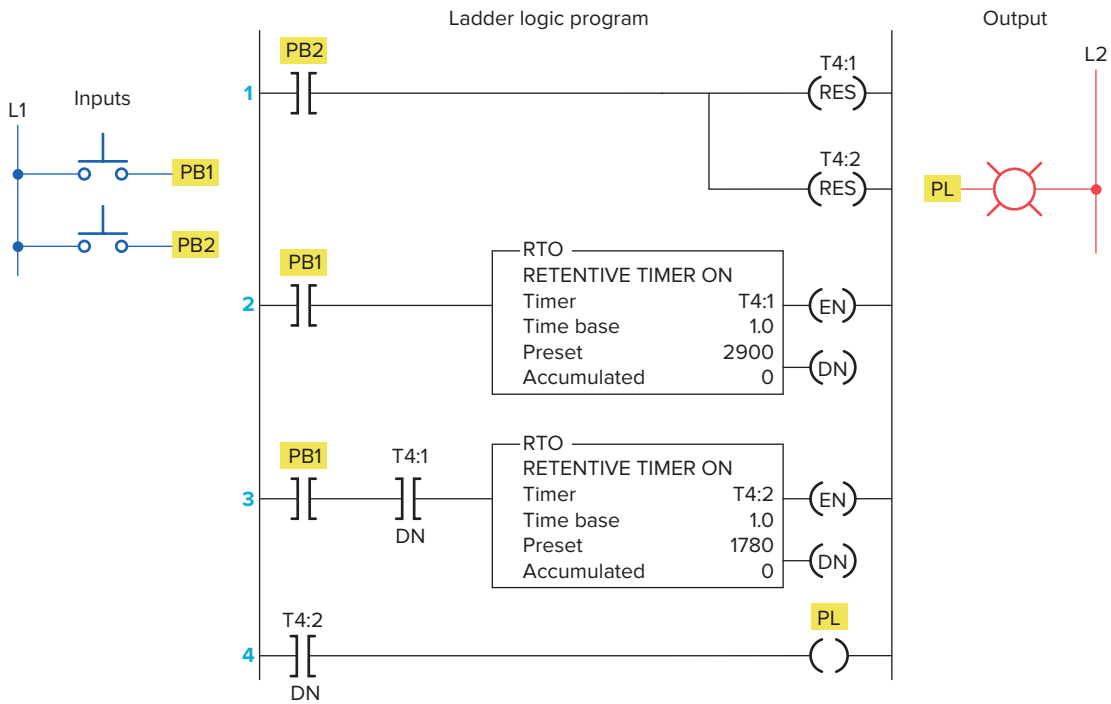 Ladder logic program
Output
Inputs
L1
PB1
PB2
L2
PL
1
PB2
T4:1
RES
T4:2
RES
2
PB1
RTO
RETENTIVE TIMER ON
Timer T4:1
Time base 1.0
Preset 2900
Accumulated 0
EN
DN
3
PB1
T4:1
DN
RTO
RETENTIVE TIMER ON
Timer T4:2
Time base 1.0
Preset 1780
Accumulated 0
EN
DN
4
T4:2
DN
PL